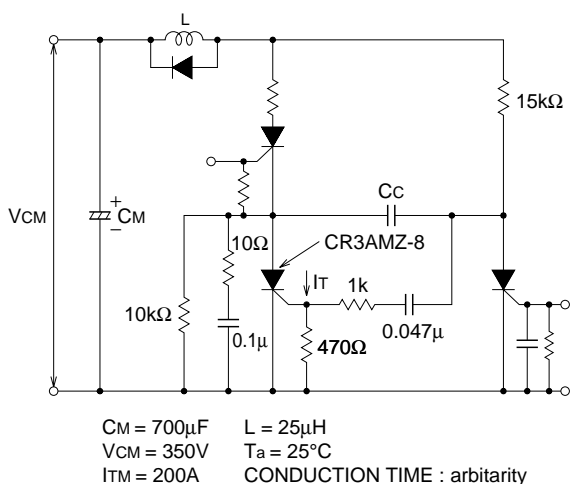 L
15kΩ
VCM
+
CM
−
CC
10Ω
CR3AMZ-8
IT
1k
10kΩ
0.1μ
470Ω
0.047μ
CM = 700μF L = 25μH
VCM = 350V Ta = 25°C
ITM = 200A CONDUCTION TIME : arbitarity